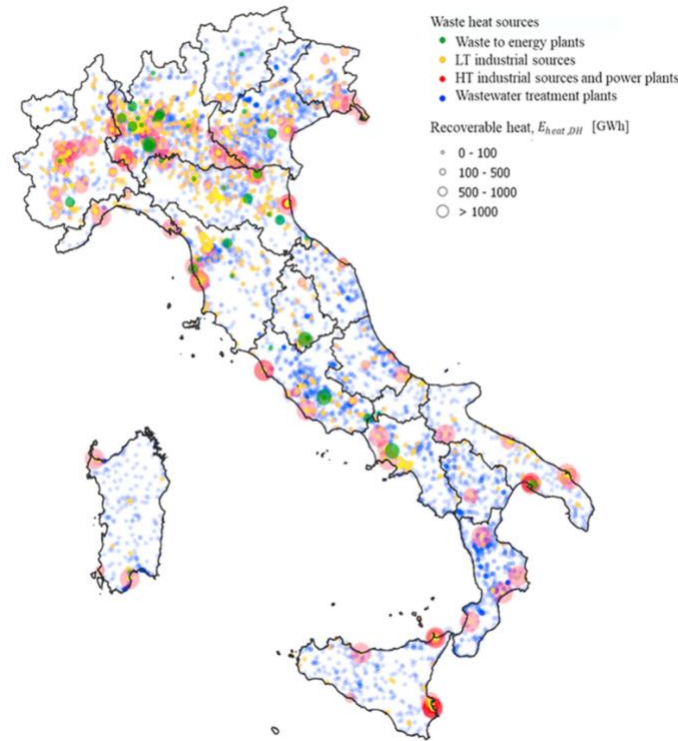 Waste heat sources
Waste to energy plants
LT industrial sources
HT industrial sources and power plants
Wastewater treatment plants
Recoverable heat, E_heat,DH [GWh]
0 - 100
100 - 500
500 - 1000
> 1000